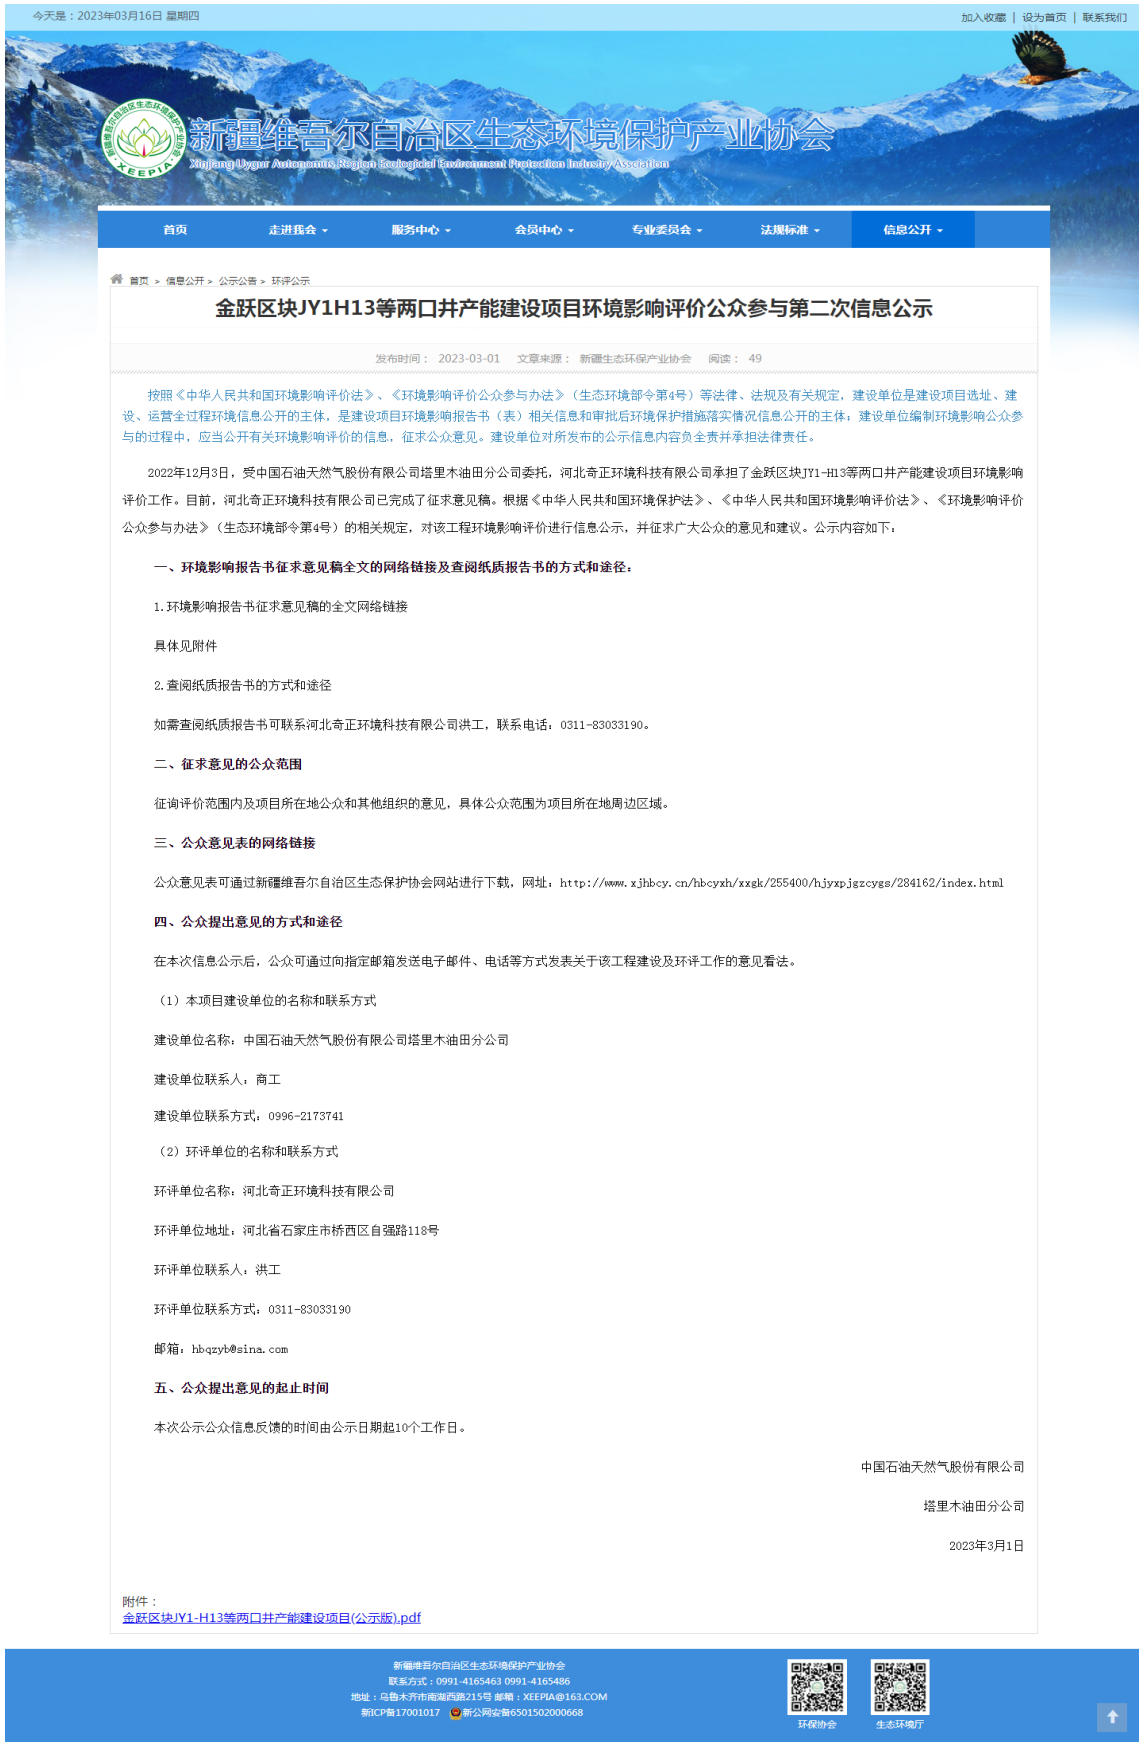 今天是：2023年03月16日 星期四
加入收藏 | 设为首页 | 联系我们
新疆维吾尔自治区生态环境保护产业协会
Xinjiang Uygur Autonomus Region Ecologicial Environment Protection Industry Assciation
XEEPIA
首页 走进我会 服务中心 会员中心 专业委员会 法规标准 信息公开
首页 > 信息公开 > 公示公告 > 环评公示
金跃区块JY1H13等两口井产能建设项目环境影响评价公众参与第二次信息公示
发布时间： 2023-03-01 文章来源： 新疆生态环保产业协会 阅读： 49
按照《中华人民共和国环境影响评价法》、《环境影响评价公众参与办法》（生态环境部令第4号）等法律、法规及有关规定，建设单位是建设项目选址、建
设、运营全过程环境信息公开的主体，是建设项目环境影响报告书（表）相关信息和审批后环境保护措施落实情况信息公开的主体；建设单位编制环境影响公众参
与的过程中，应当公开有关环境影响评价的信息，征求公众意见。建设单位对所发布的公示信息内容负全责并承担法律责任。
2022年12月3日，受中国石油天然气股份有限公司塔里木油田分公司委托，河北奇正环境科技有限公司承担了金跃区块JY1-H13等两口井产能建设项目环境影响
评价工作。目前，河北奇正环境科技有限公司已完成了征求意见稿。根据《中华人民共和国环境保护法》、《中华人民共和国环境影响评价法》、《环境影响评价
公众参与办法》（生态环境部令第4号）的相关规定，对该工程环境影响评价进行信息公示，并征求广大公众的意见和建议。公示内容如下：
一、环境影响报告书征求意见稿全文的网络链接及查阅纸质报告书的方式和途径：
1.环境影响报告书征求意见稿的全文网络链接
具体见附件
2.查阅纸质报告书的方式和途径
如需查阅纸质报告书可联系河北奇正环境科技有限公司洪工，联系电话：0311-83033190。
二、征求意见的公众范围
征询评价范围内及项目所在地公众和其他组织的意见，具体公众范围为项目所在地周边区域。
三、公众意见表的网络链接
公众意见表可通过新疆维吾尔自治区生态保护协会网站进行下载，网址：http://www.xjhbcy.cn/hbcyxh/xxgk/255400/hjyxpjgzcygs/284162/index.html
四、公众提出意见的方式和途径
在本次信息公示后，公众可通过向指定邮箱发送电子邮件、电话等方式发表关于该工程建设及环评工作的意见看法。
（1）本项目建设单位的名称和联系方式
建设单位名称：中国石油天然气股份有限公司塔里木油田分公司
建设单位联系人：商工
建设单位联系方式：0996-2173741
（2）环评单位的名称和联系方式
环评单位名称：河北奇正环境科技有限公司
环评单位地址：河北省石家庄市桥西区自强路118号
环评单位联系人：洪工
环评单位联系方式：0311-83033190
邮箱：hbqzyb@sina.com
五、公众提出意见的起止时间
本次公示公众信息反馈的时间由公示日期起10个工作日。
中国石油天然气股份有限公司
塔里木油田分公司
2023年3月1日
附件：
金跃区块JY1-H13等两口井产能建设项目(公示版).pdf
新疆维吾尔自治区生态环境保护产业协会
联系方式：0991-4165463 0991-4165486
地址：乌鲁木齐市南湖西路215号 邮箱：XEEPIA@163.COM
新ICP备17001017 新公网安备6501502000668
环保协会 生态环境厅